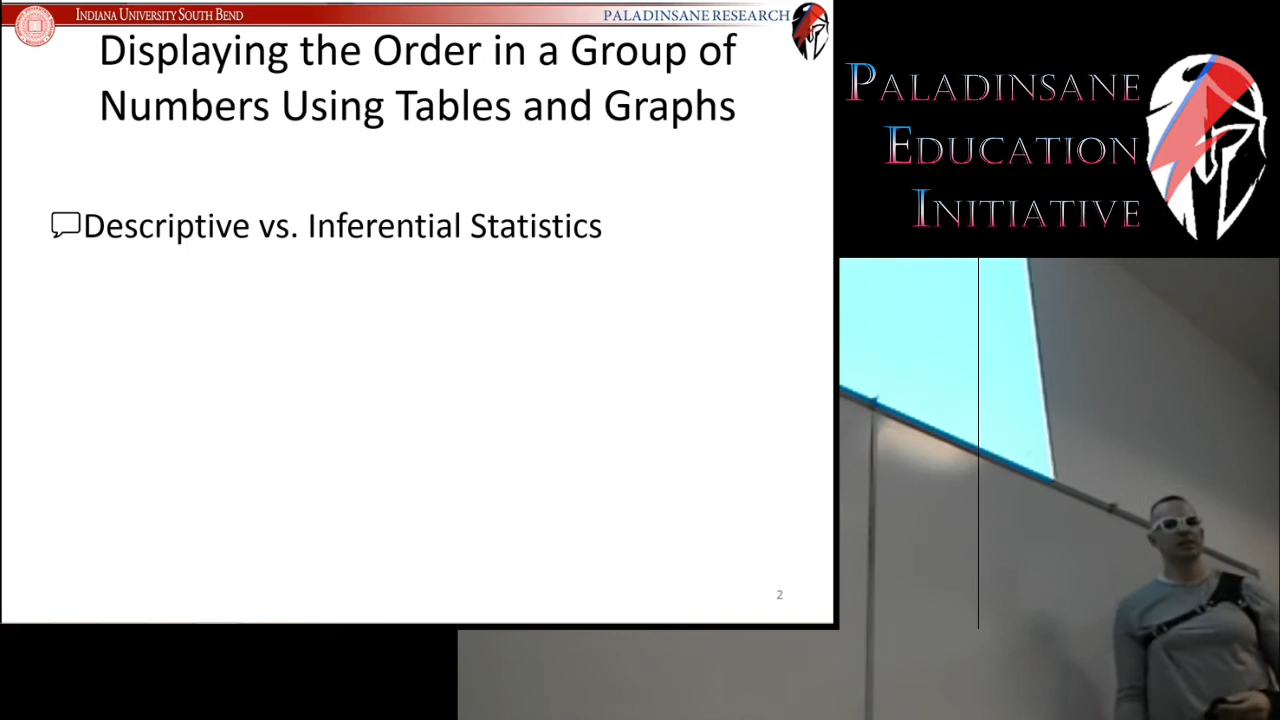 INDIANA UNIVERSITY SOUTH BEND
PALADINSANE RESEARCH
Displaying the Order in a Group of
Numbers Using Tables and Graphs
Descriptive vs. Inferential Statistics
2
PALADINSANE
EDUCATION
INITIATIVE